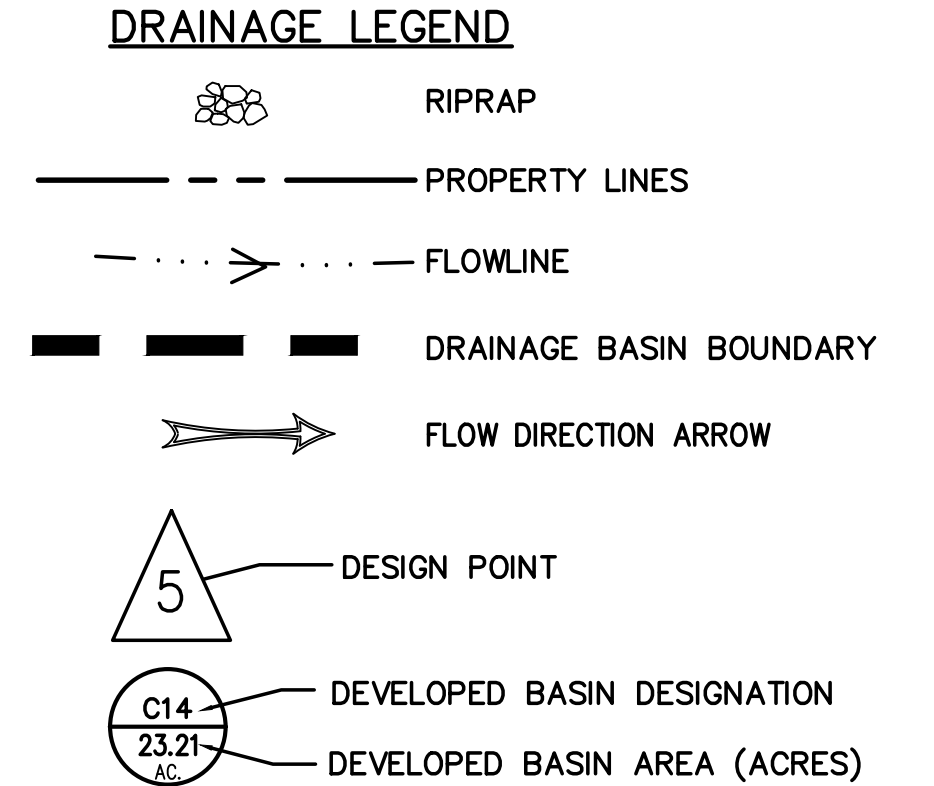 DRAINAGE LEGEND
RIPRAP
PROPERTY LINES
FLOWLINE
DRAINAGE BASIN BOUNDARY
FLOW DIRECTION ARROW
5
DESIGN POINT
C14
DEVELOPED BASIN DESIGNATION
23.21
AC.
DEVELOPED BASIN AREA (ACRES)